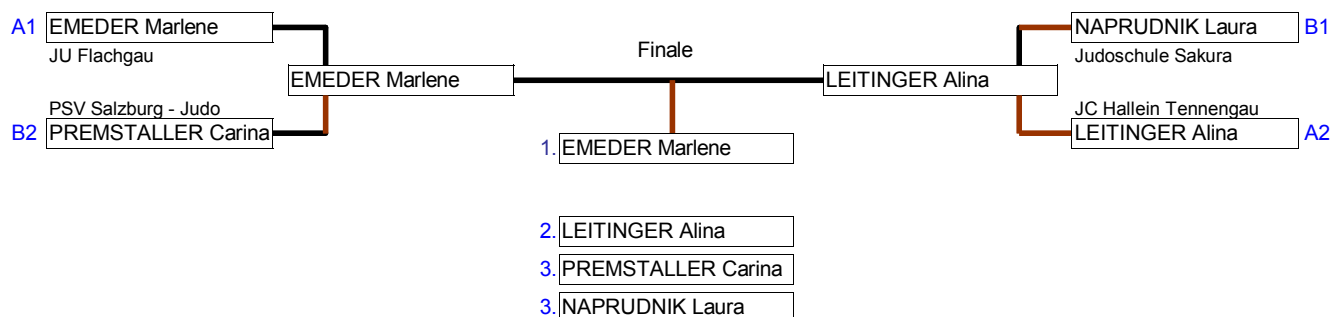 A1 EMEDER Marlene
JU Flachgau
EMEDER Marlene
PSV Salzburg - Judo
B2 PREMSTALLER Carina
Finale
NAPRUDNIK Laura B1
Judoschule Sakura
LEITINGER Alina
JC Hallein Tennengau
LEITINGER Alina A2
1. EMEDER Marlene
2. LEITINGER Alina
3. PREMSTALLER Carina
3. NAPRUDNIK Laura